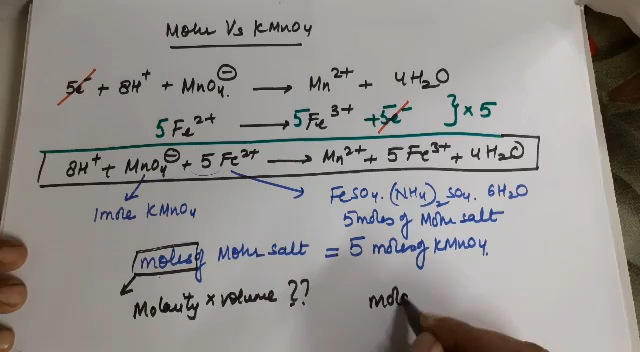 Mohr Vs KMnO4
5e⁻ + 8H⁺ + MnO4⁻ → Mn²⁺ + 4H2O
5Fe²⁺ → 5Fe³⁺ + 5e⁻ } × 5
8H⁺ + MnO4⁻ + 5Fe²⁺ → Mn²⁺ + 5Fe³⁺ + 4H2O
1mole KMnO4
FeSO4.(NH4)2SO4.6H2O
5moles of Mohr salt
moles of Mohr salt = 5 moles of KMnO4.
Molarity × volume ??
mole